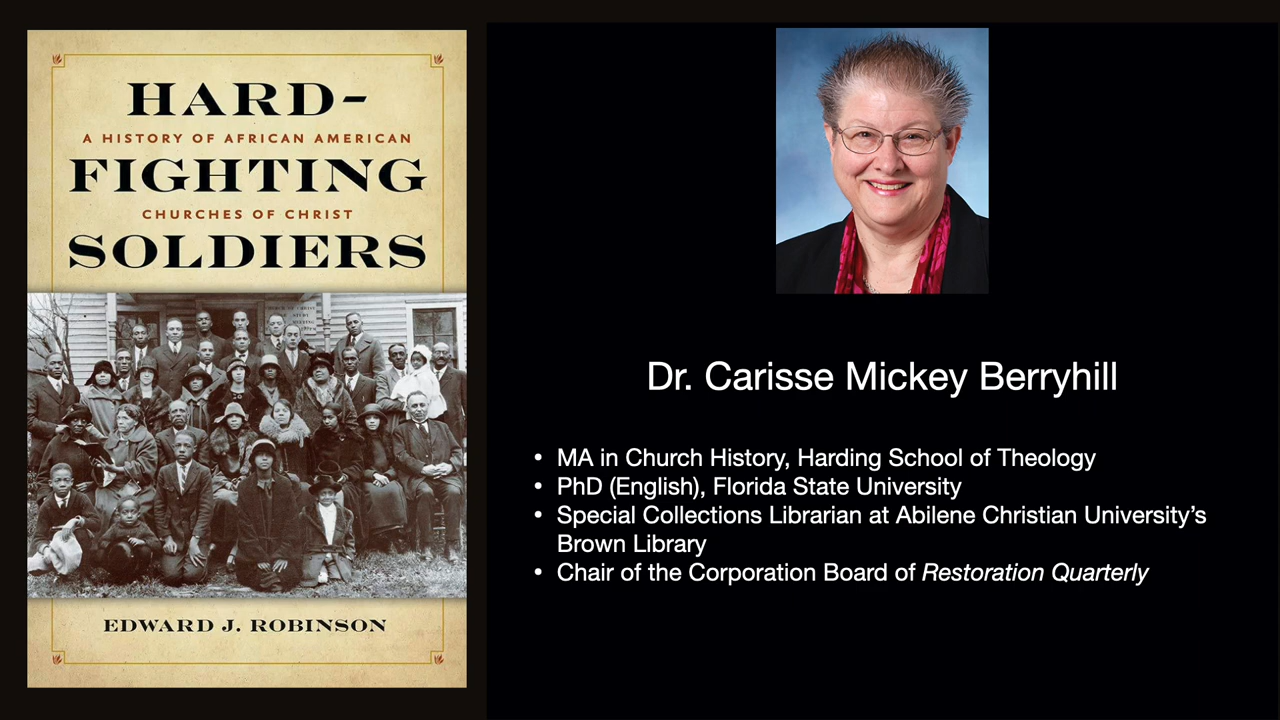 HARD-
A HISTORY OF AFRICAN AMERICAN
FIGHTING
CHURCHES OF CHRIST
SOLDIERS
EDWARD J. ROBINSON
Dr. Carisse Mickey Berryhill
• MA in Church History, Harding School of Theology
• PhD (English), Florida State University
• Special Collections Librarian at Abilene Christian University’s
Brown Library
• Chair of the Corporation Board of Restoration Quarterly